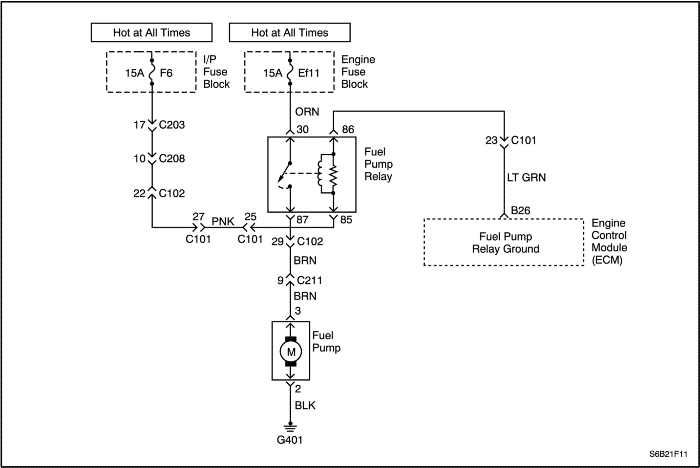 Hot at All Times
Hot at All Times
15A F6
I/P
Fuse
Block
15A Ef11
Engine
Fuse
Block
ORN
17 C203
30
86
23 C101
10 C208
Fuel
Pump
Relay
LT GRN
22 C102
B26
27 PNK 25
C101 C101
87
85
29 C102
Fuel Pump
Relay Ground
Engine
Control
Module
(ECM)
BRN
9 C211
BRN
3
Fuel
Pump
M
2
BLK
G401
S6B21F11